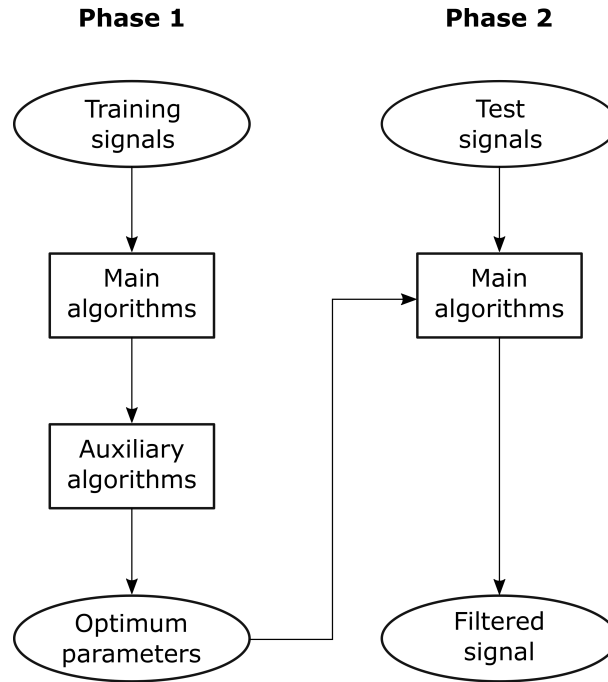 Phase 1
Training
signals
Main
algorithms
Auxiliary
algorithms
Optimum
parameters
Phase 2
Test
signals
Main
algorithms
Filtered
signal